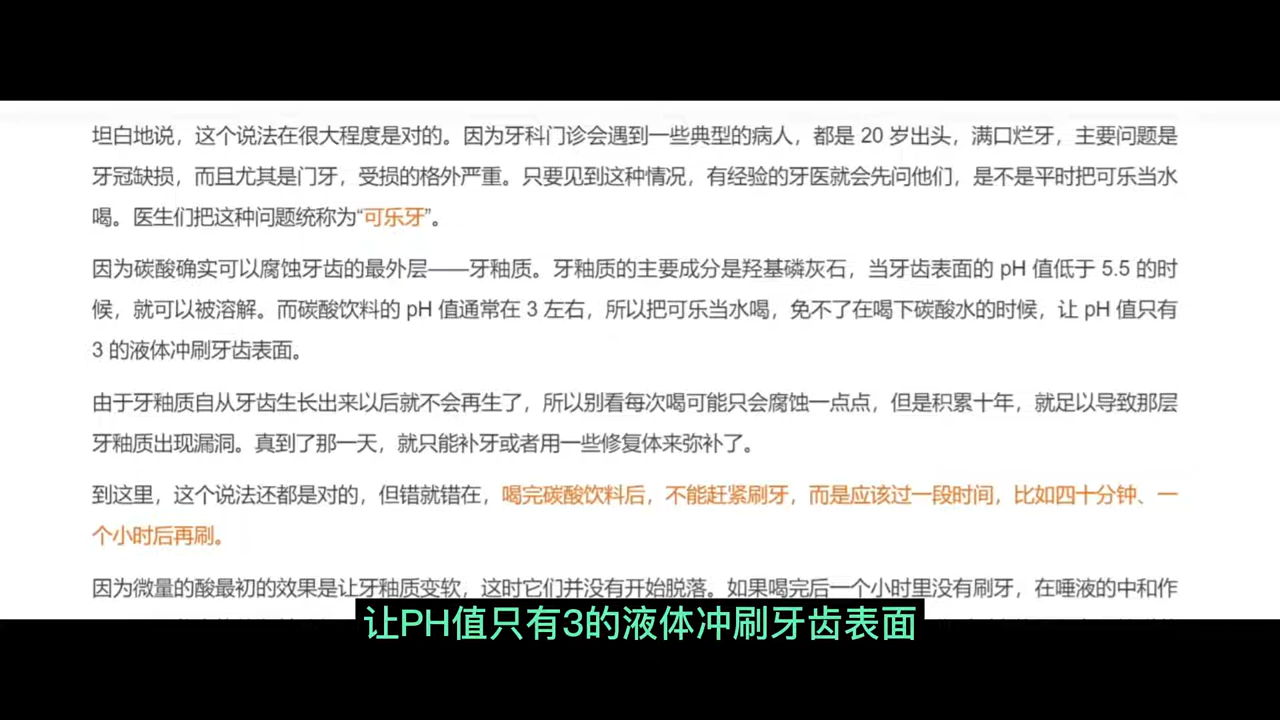 坦白地说，这个说法在很大程度是对的。因为牙科门诊会遇到一些典型的病人，都是 20 岁出头，满口烂牙，主要问题是
牙冠缺损，而且尤其是门牙，受损的格外严重。只要见到这种情况，有经验的牙医就会先问他们，是不是平时把可乐当水
喝。医生们把这种问题统称为“可乐牙”。
因为碳酸确实可以腐蚀牙齿的最外层——牙釉质。牙釉质的主要成分是羟基磷灰石，当牙齿表面的 pH 值低于 5.5 的时
候，就可以被溶解。而碳酸饮料的 pH 值通常在 3 左右，所以把可乐当水喝，免不了在喝下碳酸水的时候，让 pH 值只有
3 的液体冲刷牙齿表面。
由于牙釉质自从牙齿生长出来以后就不会再生了，所以别看每次喝可能只会腐蚀一点点，但是积累十年，就足以导致那层
牙釉质出现漏洞。真到了那一天，就只能补牙或者用一些修复体来弥补了。
到这里，这个说法还都是对的，但错就错在，喝完碳酸饮料后，不能赶紧刷牙，而是应该过一段时间，比如四十分钟、一
个小时后再刷。
因为微量的酸最初的效果是让牙釉质变软，这时它们并没有开始脱落。如果喝完后一个小时里没有刷牙，在唾液的中和作
让PH值只有3的液体冲刷牙齿表面